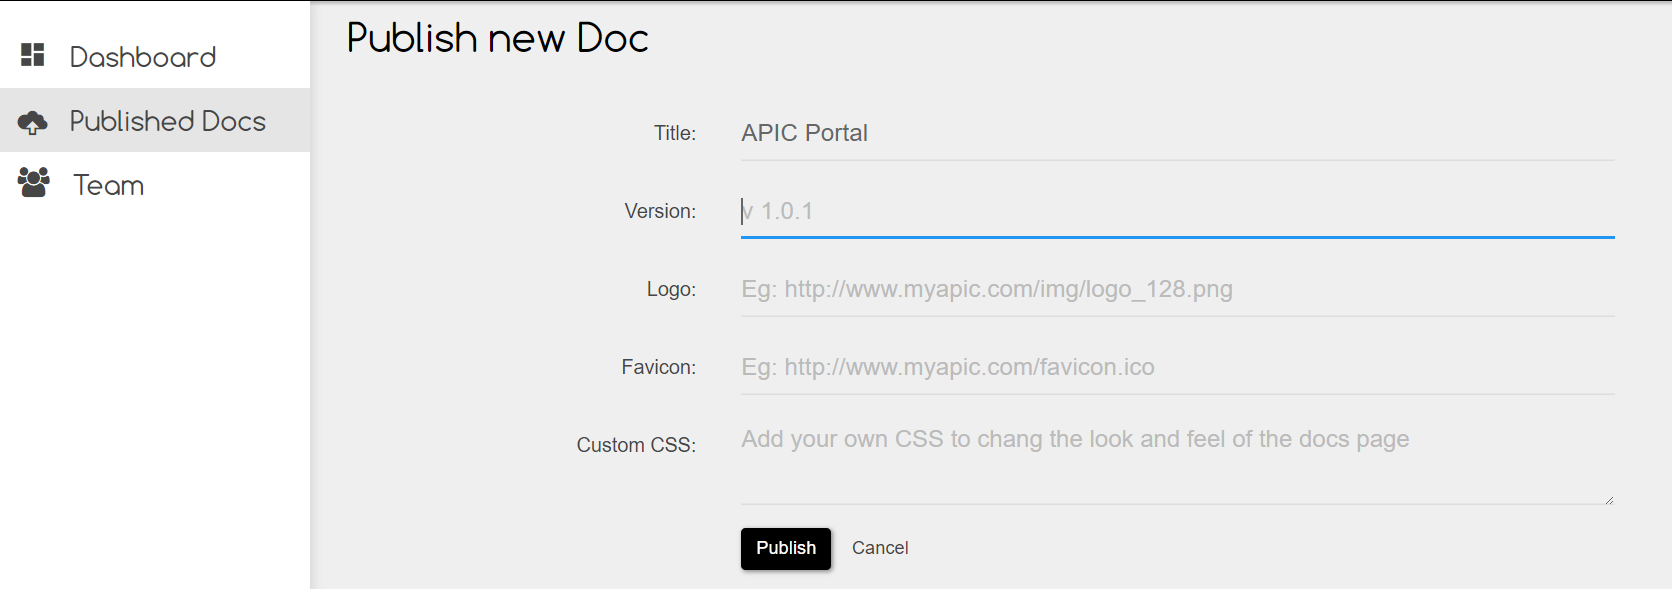 Publish new Doc
Dashboard
Published Docs
Team
Title: APIC Portal
Version: v 1.0.1
Logo: Eg: http://www.myapic.com/img/logo_128.png
Favicon: Eg: http://www.myapic.com/favicon.ico
Custom CSS: Add your own CSS to chang the look and feel of the docs page
Publish Cancel